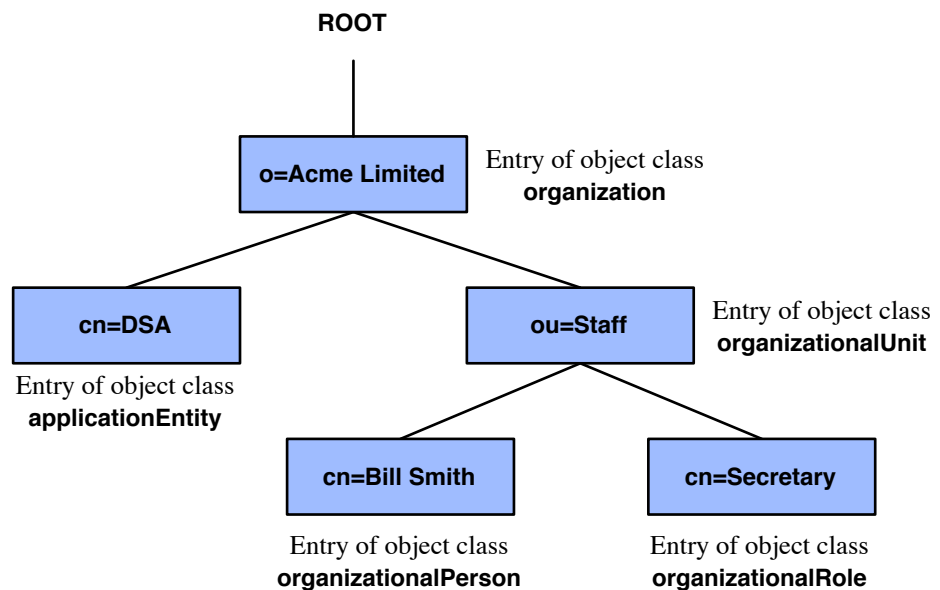 ROOT
o=Acme Limited
Entry of object class
organization
cn=DSA
Entry of object class
applicationEntity
ou=Staff
Entry of object class
organizationalUnit
cn=Bill Smith
Entry of object class
organizationalPerson
cn=Secretary
Entry of object class
organizationalRole